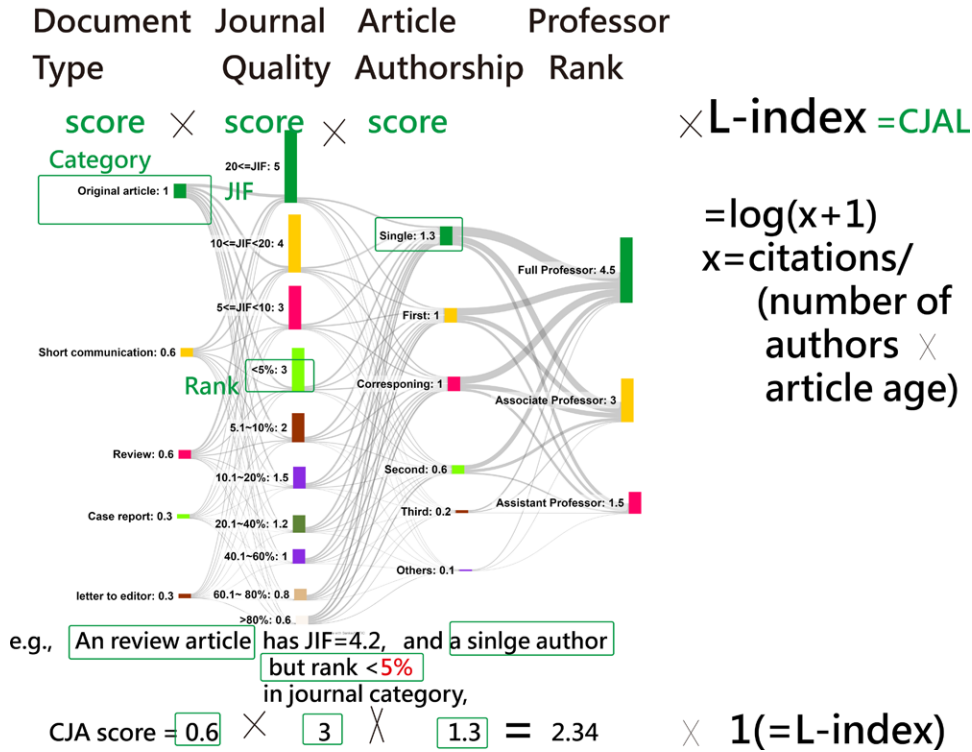 Document Journal Article Professor
Type Quality Authorship Rank
score × score × score × L-index =CJAL
Category
JIF
20<=JIF: 5
Original article: 1
=log(x+1)
10<=JIF<20: 4
Single: 1.3
x=citations/
Full Professor: 4.5
(number of
5<=JIF<10: 3
First: 1
authors ×
Short communication: 0.6
<5%: 3
Rank
Corresponing: 1
article age)
Associate Professor: 3
5.1~10%: 2
Review: 0.6
Second: 0.6
10.1~20%: 1.5
Assistant Professor: 1.5
Case report: 0.3
20.1~40%: 1.2
Third: 0.2
40.1~60%: 1
Others: 0.1
letter to editor: 0.3
60.1~ 80%: 0.8
>80%: 0.6
e.g., An review article has JIF=4.2, and a sinlge author
but rank <5%
in journal category,
CJA score = 0.6 × 3 × 1.3 = 2.34 × 1(=L-index)